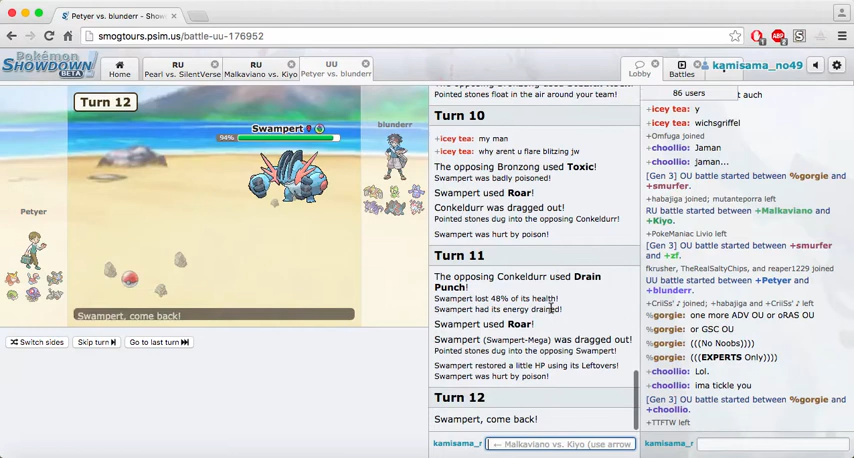 Petyer vs. blunderr - Show
smogtours.psim.us/battle-uu-176952
Pokémon
SHOWDOWN
BETA
Home
RU
Pearl vs. SilentVerse
RU
Malkaviano vs. Kiyo
UU
Petyer vs. blunderr
Lobby
Battles
kamisama_no49
Turn 12
Swampert
94%
blunderr
Petyer
Swampert, come back!
Switch sides
Skip turn
Go to last turn
Pointed stones float in the air around your team!
Turn 10
+icey tea: my man
+icey tea: why arent u flare blitzing jw
The opposing Bronzong used Toxic!
Swampert was badly poisoned!
Swampert used Roar!
Conkeldurr was dragged out!
Pointed stones dug into the opposing Conkeldurr!
Swampert was hurt by poison!
Turn 11
The opposing Conkeldurr used Drain
Punch!
Swampert lost 48% of its health!
Swampert had its energy drained!
Swampert used Roar!
Swampert (Swampert-Mega) was dragged out!
Pointed stones dug into the opposing Swampert!
Swampert restored a little HP using its Leftovers!
Swampert was hurt by poison!
Turn 12
Swampert, come back!
kamisama_r
← Malkaviano vs. Kiyo (use arrow
86 users
t auch
+icey tea: y
+icey tea: wichsgriffel
+Omfuga joined
+choollio: Jaman
+choollio: jaman...
[Gen 3] OU battle started between %gorgie and
+smurfer.
+habajiga joined; mutanteporra left
RU battle started between +Malkaviano and
+Kiyo.
+PokeManiac Livio left
[Gen 3] OU battle started between +smurfer
and +zf.
fkrusher, TheRealSaltyChips, and reaper1229 joined
UU battle started between +Petyer and
+blunderr.
+CriiSs' ♪ joined; +habajiga and +CriiSs' ♪ left
%gorgie: one more ADV OU or oRAS OU
%gorgie: or GSC OU
%gorgie: (((No Noobs))))
%gorgie: (((EXPERTS Only))))
+choollio: Lol.
+choollio: ima tickle you
[Gen 3] OU battle started between %gorgie and
+choollio.
+TTFTW left
kamisama_r